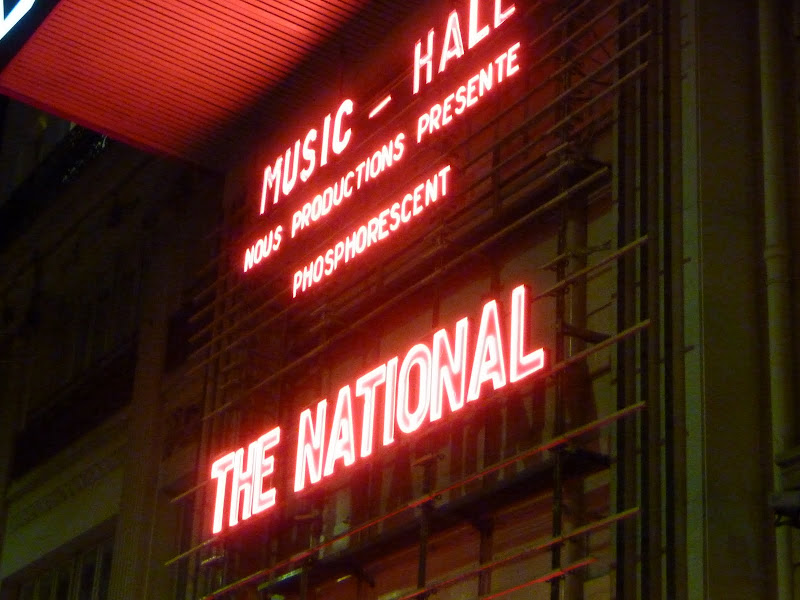 MUSIC - HALL
NOUS PRODUCTIONS PRESENTE
PHOSPHORESCENT
THE NATIONAL